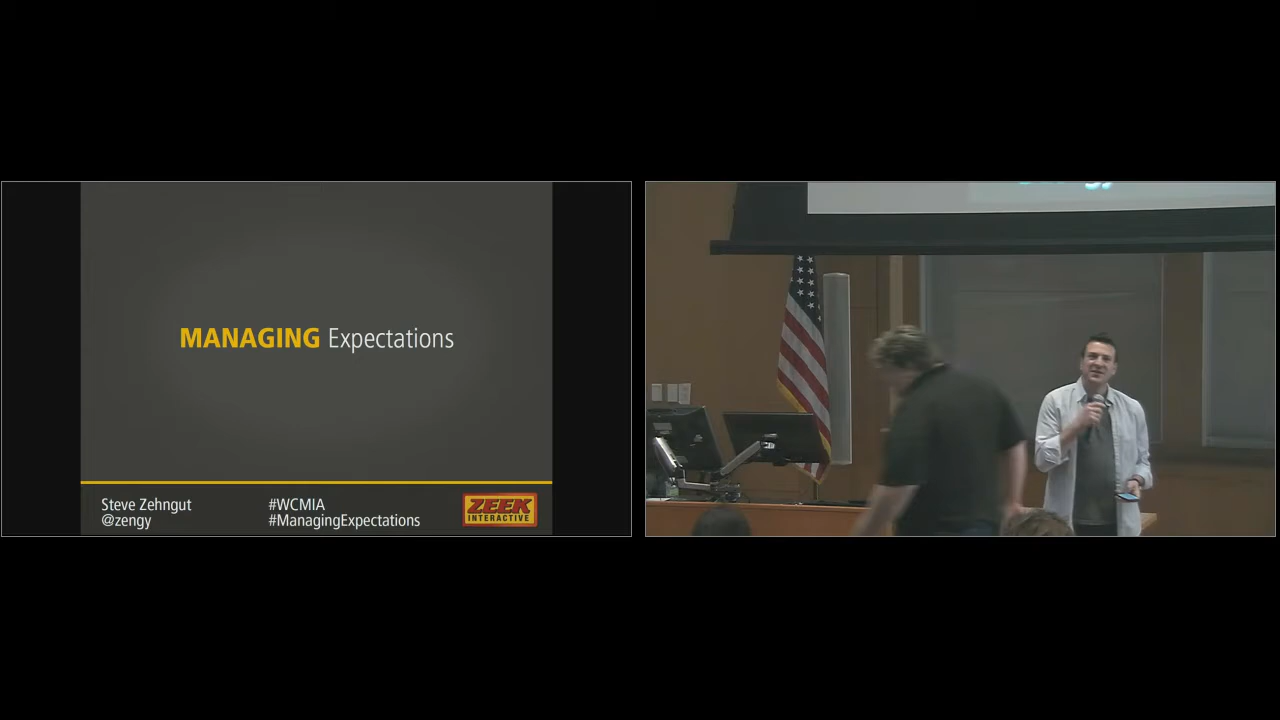 MANAGING Expectations
Steve Zehngut
@zengy
#WCMIA
#ManagingExpectations
ZEEK
INTERACTIVE